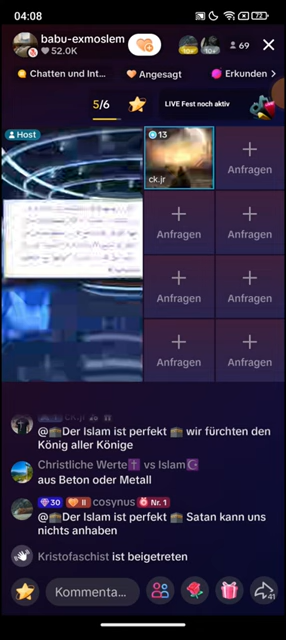 04:08
72
babu-exmoslem
52.0K
69
Chatten und Int...
Angesagt
Erkunden
5/6
LIVE Fest noch aktiv
Host
13
ck.jr
Anfragen
Anfragen
Anfragen
Anfragen
Anfragen
Anfragen
Anfragen
@🕋Der Islam ist perfekt 🕋 wir fürchten den
König aller Könige
Christliche Werte✝️ vs Islam☪️
aus Beton oder Metall
30 II cosynus Nr. 1
@🕋Der Islam ist perfekt 🕋 Satan kann uns
nichts anhaben
Kristofaschist ist beigetreten
Kommenta...
41